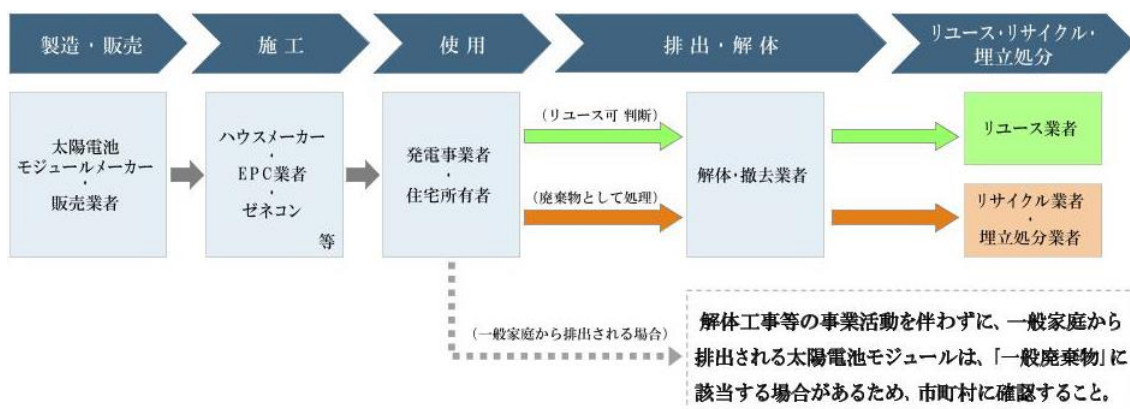 製造・販売
施工
使用
排出・解体
リユース・リサイクル・
埋立処分
太陽電池
モジュールメーカー
・
販売業者
ハウスメーカー
・
EPC業者
・
ゼネコン
等
発電事業者
・
住宅所有者
(リユース可 判断)
(廃棄物として処理)
解体・撤去業者
リユース業者
リサイクル業者
・
埋立処分業者
(一般家庭から排出される場合)
解体工事等の事業活動を伴わずに、一般家庭から
排出される太陽電池モジュールは、「一般廃棄物」に
該当する場合があるため、市町村に確認すること。